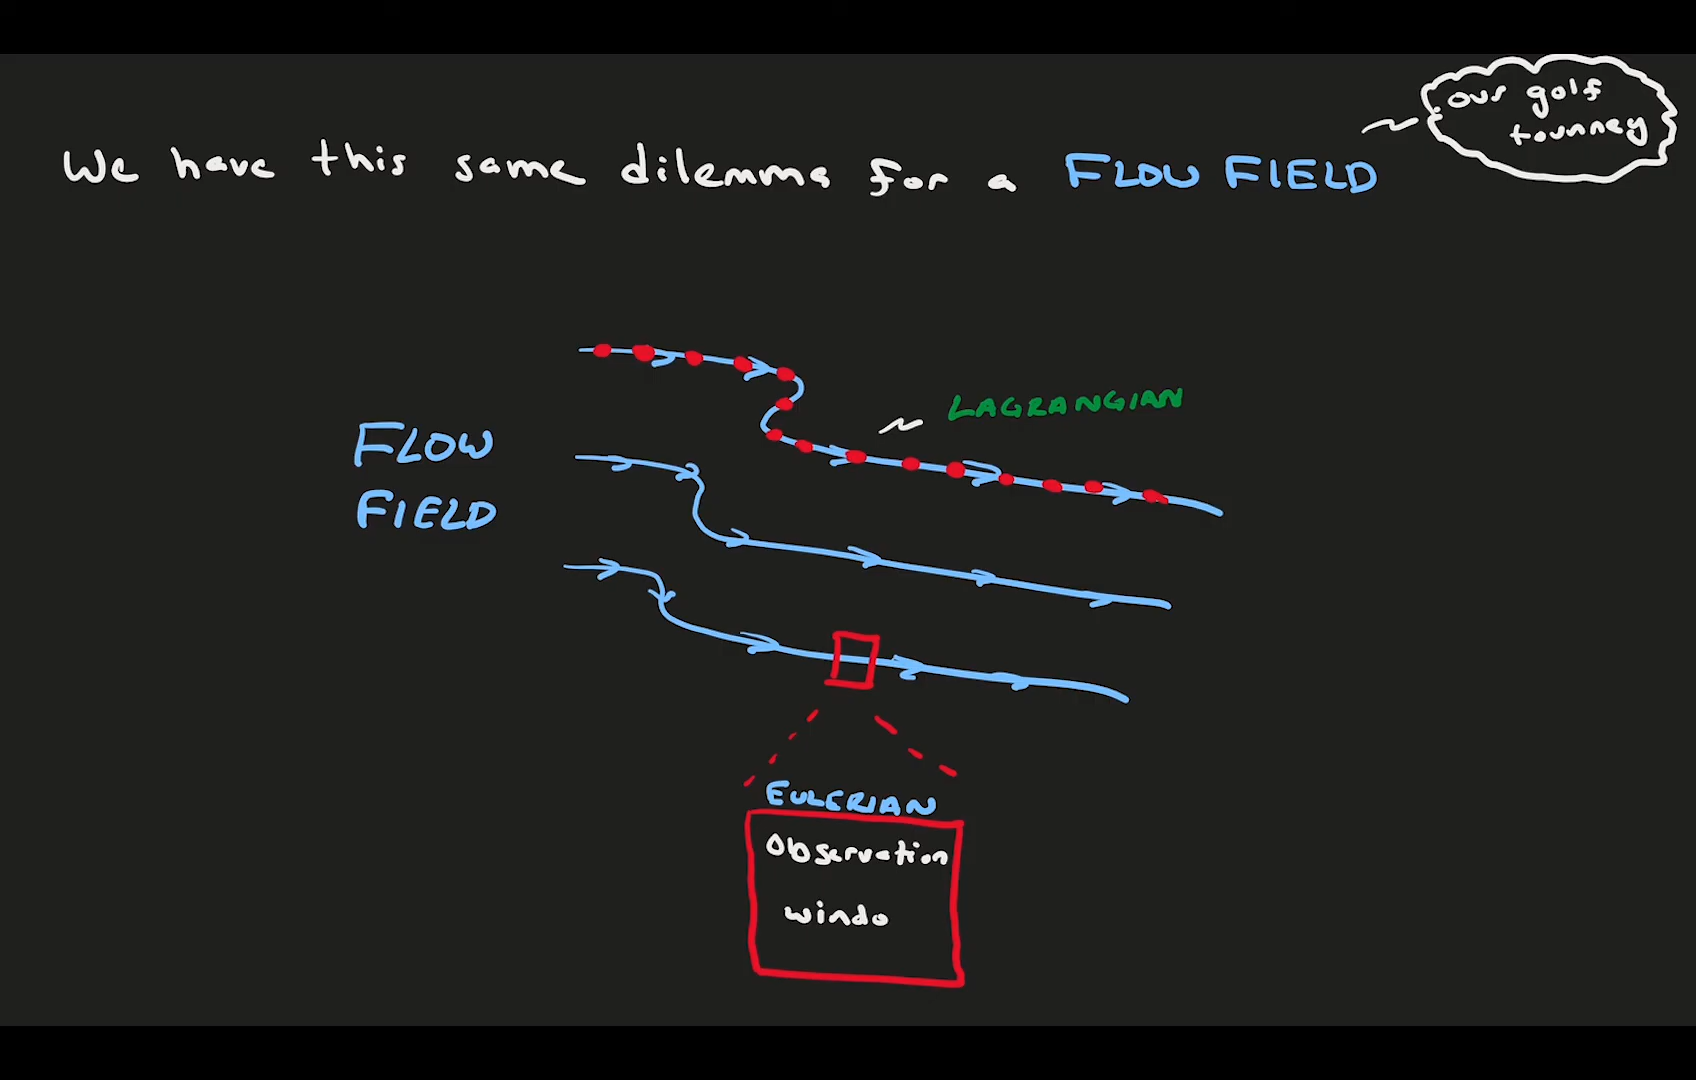 our golf
tourney
We have this same dilemma for a FLOW FIELD
LAGRANGIAN
FLOW
FIELD
EULERIAN
Observation
windo